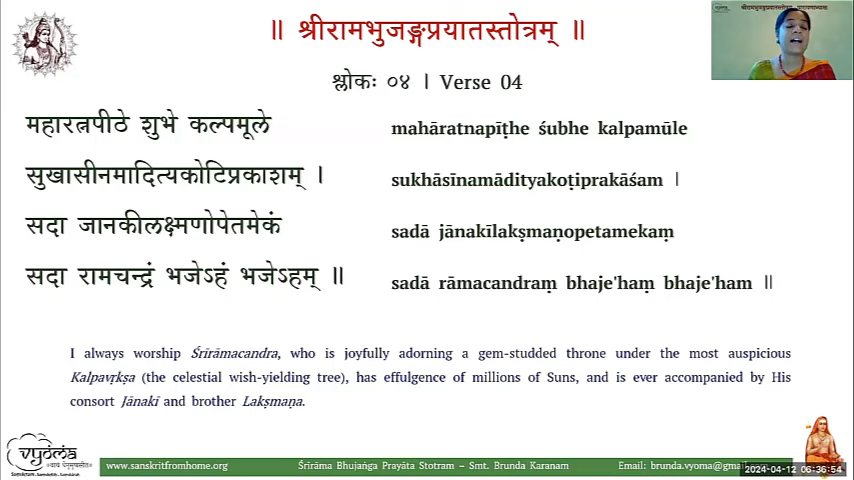 ॥ श्रीरामभुजङ्गप्रयातस्तोत्रम् ॥
श्लोकः ०४ । Verse 04
महारत्नपीठे शुभे कल्पमूले
सुखासीनमादित्यकोटिप्रकाशम् ।
सदा जानकीलक्ष्मणोपेतमेकं
सदा रामचन्द्रं भजेऽहं भजेऽहम् ॥
mahāratnapīṭhe śubhe kalpamūle
sukhāsīnamādityakoṭiprakāśam |
sadā jānakīlakṣmaṇopetamekaṃ
sadā rāmacandraṃ bhaje'haṃ bhaje'ham ||
I always worship Śrīrāmacandra, who is joyfully adorning a gem-studded throne under the most auspicious
Kalpavṛkṣa (the celestial wish-yielding tree), has effulgence of millions of Suns, and is ever accompanied by His
consort Jānakī and brother Lakṣmaṇa.
vyoma
www.sanskritfromhome.org Śrīrāma Bhujaṅga Prayāta Stotram – Smt. Brunda Karanam Email: brunda.vyoma@gmail
2024-04-12 06:36:54